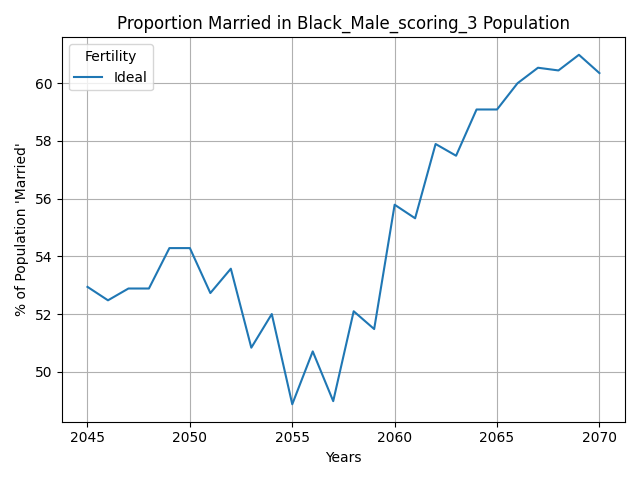 Proportion Married in Black_Male_scoring_3 Population
Fertility
Ideal
% of Population 'Married'
60
58
56
54
52
50
2045
2050
2055
2060
2065
2070
Years